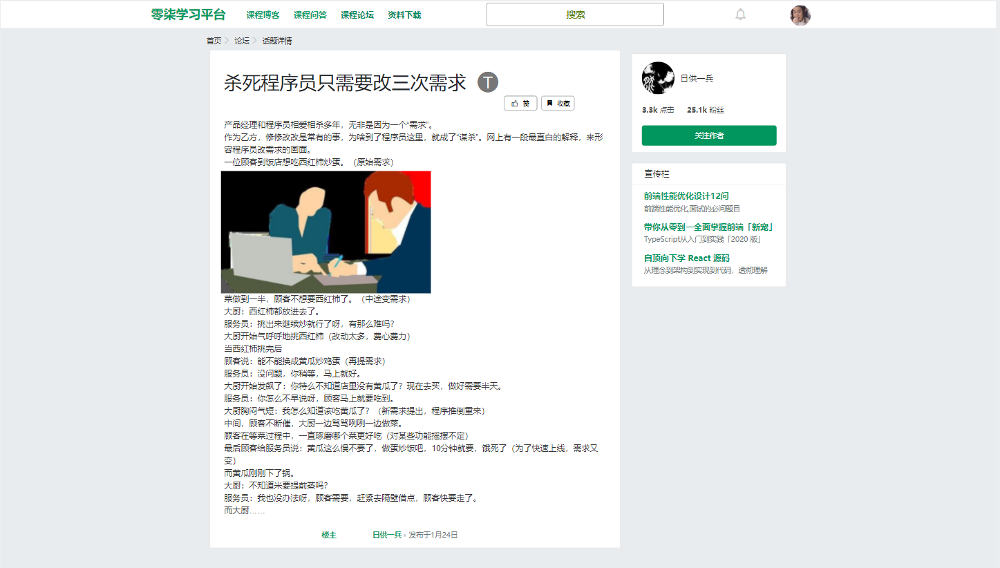 零柒学习平台 课程博客 课程问答 课程论坛 资料下载 搜索
首页 论坛 话题详情
杀死程序员只需要改三次需求 T
赞 收藏
产品经理和程序员相爱相杀多年，无非是因为一个“需求”。
作为乙方，修修改改是常有的事，为啥到了程序员这里，就成了“谋杀”。网上有一段最直白的解释，来形
容程序员改需求的画面。
一位顾客到饭店想吃西红柿炒蛋。（原始需求）
菜做到一半，顾客不想要西红柿了。（中途变需求）
大厨：西红柿都放进去了。
服务员：挑出来继续炒就行了呀，有那么难吗？
大厨开始气呼呼地挑西红柿（改动太多，费心费力）
当西红柿挑完后
顾客说：能不能换成黄瓜炒鸡蛋（再提需求）
服务员：没问题，你稍等，马上就好。
大厨开始发飙了：你特么不知道店里没有黄瓜了？现在去买，做好需要半天。
服务员：你怎么不早说呀，顾客马上就要吃到。
大厨胸闷气短：我怎么知道该吃黄瓜了？（新需求提出，程序推倒重来）
中间，顾客不断催，大厨一边骂骂咧咧一边做菜。
顾客在等菜过程中，一直琢磨哪个菜更好吃（对某些功能摇摆不定）
最后顾客给服务员说：黄瓜这么慢不要了，做蛋炒饭吧，10分钟就要，饿死了（为了快速上线，需求又
变）
而黄瓜刚刚下了锅。
大厨：不知道米要提前蒸吗？
服务员：我也没办法呀，顾客需要，赶紧去隔壁借点，顾客快要走了。
而大厨……
楼主 日供一兵 • 发布于1月24日
日供一兵
3.3k 点击 25.1k 粉丝
关注作者
宣传栏
前端性能优化设计12问
前端性能优化,面试的必问题目
带你从零到一全面掌握前端「新宠」
TypeScript从入门到实践「2020 版」
自顶向下学 React 源码
从理念到架构到实现到代码，透彻理解